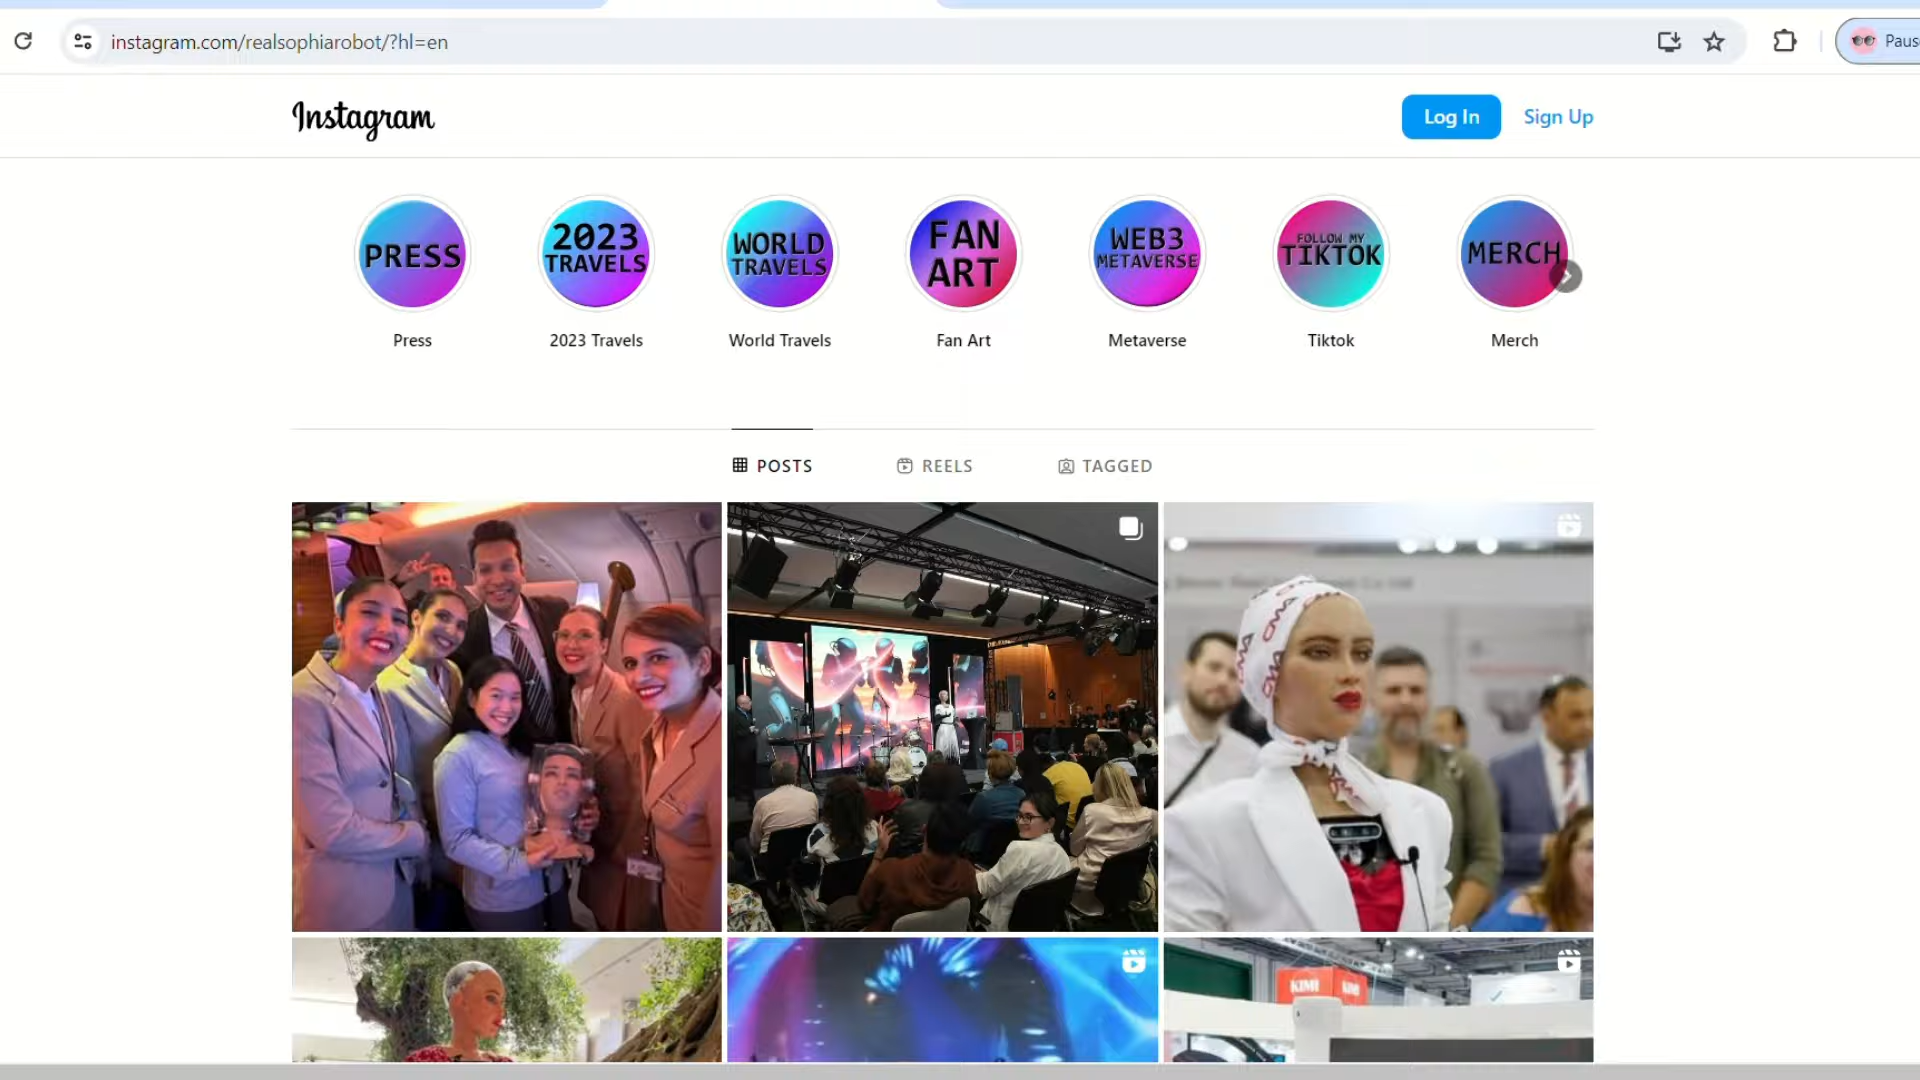 instagram.com/realsophiarobot/?hl=en
Paus
Instagram
Log In
Sign Up
PRESS
2023
TRAVELS
WORLD
TRAVELS
FAN
ART
WEB3
METAVERSE
FOLLOW MY
TIKTOK
MERCH
Press
2023 Travels
World Travels
Fan Art
Metaverse
Tiktok
Merch
POSTS
REELS
TAGGED
CMA
KIMI
KIMI